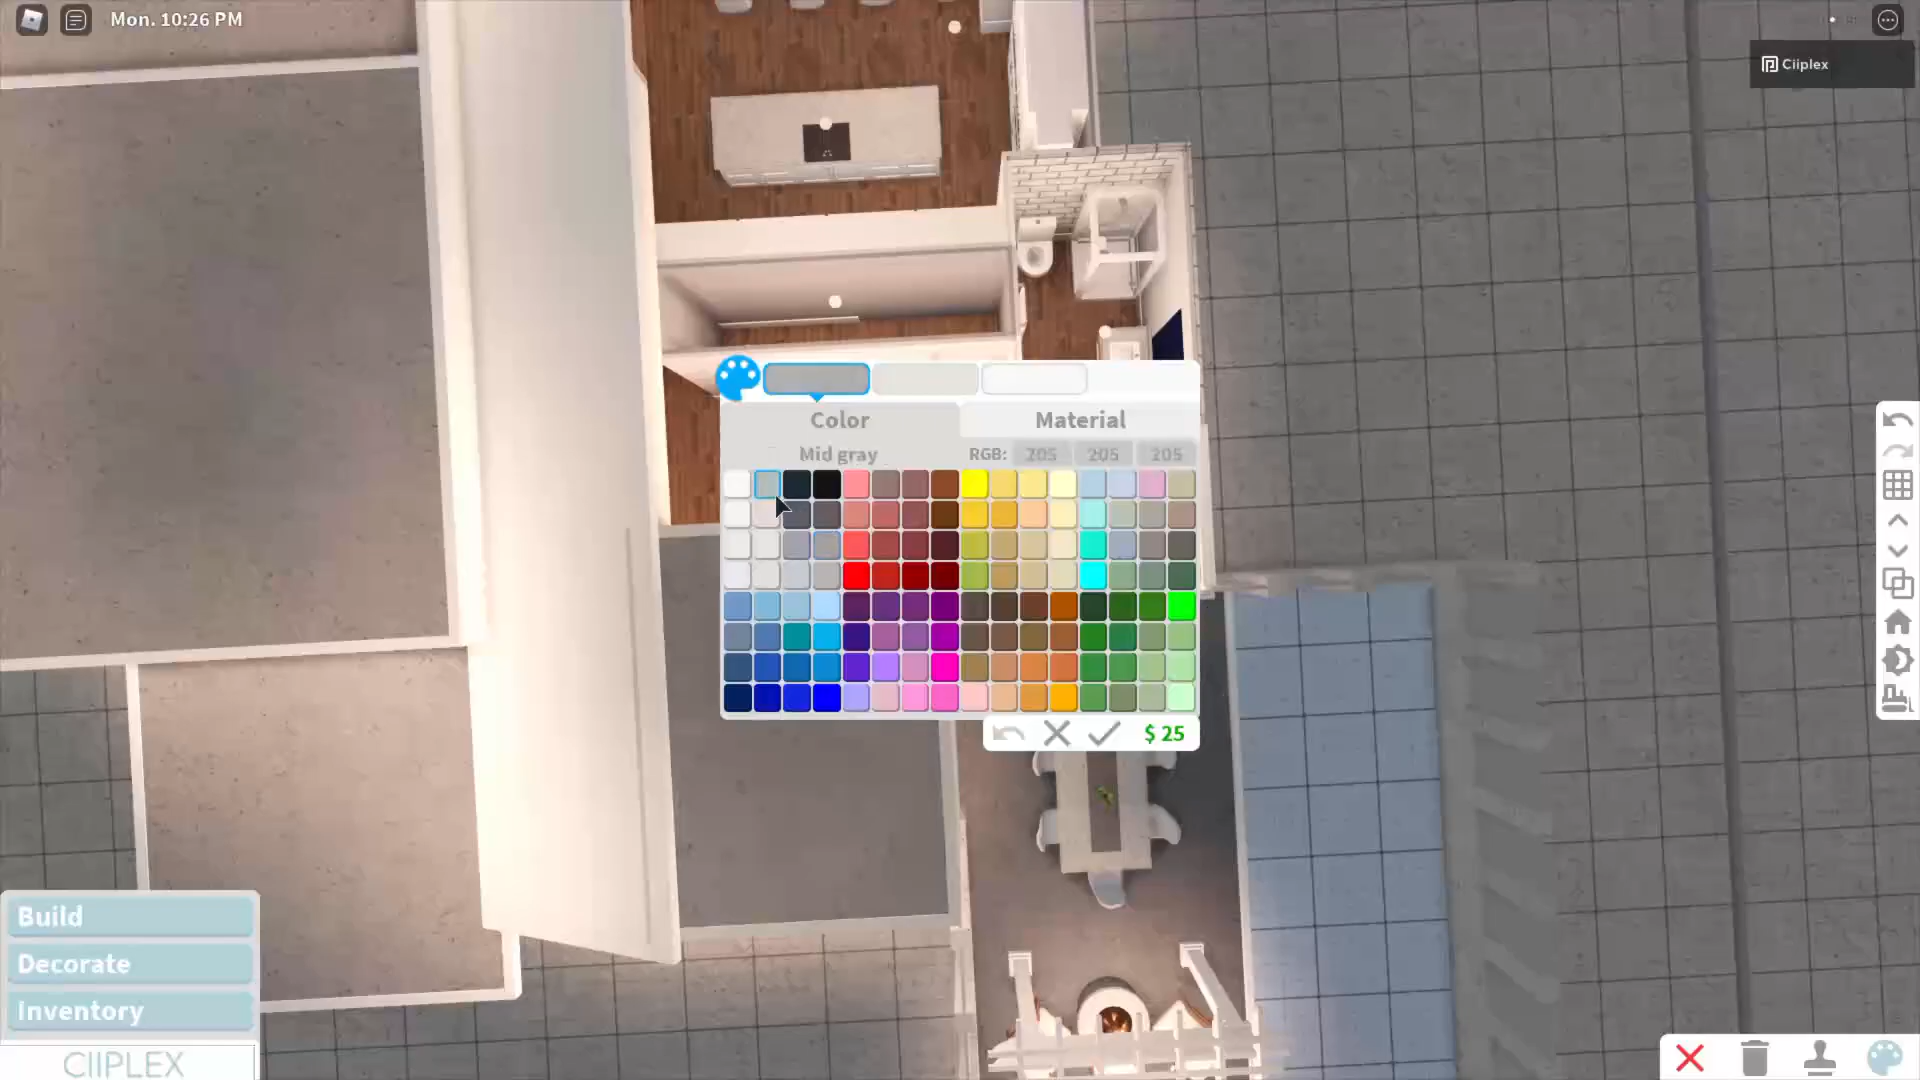 Mon. 10:26 PM
Ciiplex
Color
Material
Mid gray
RGB: 205 205 205
$ 25
Build
Decorate
Inventory
CIIPLEX